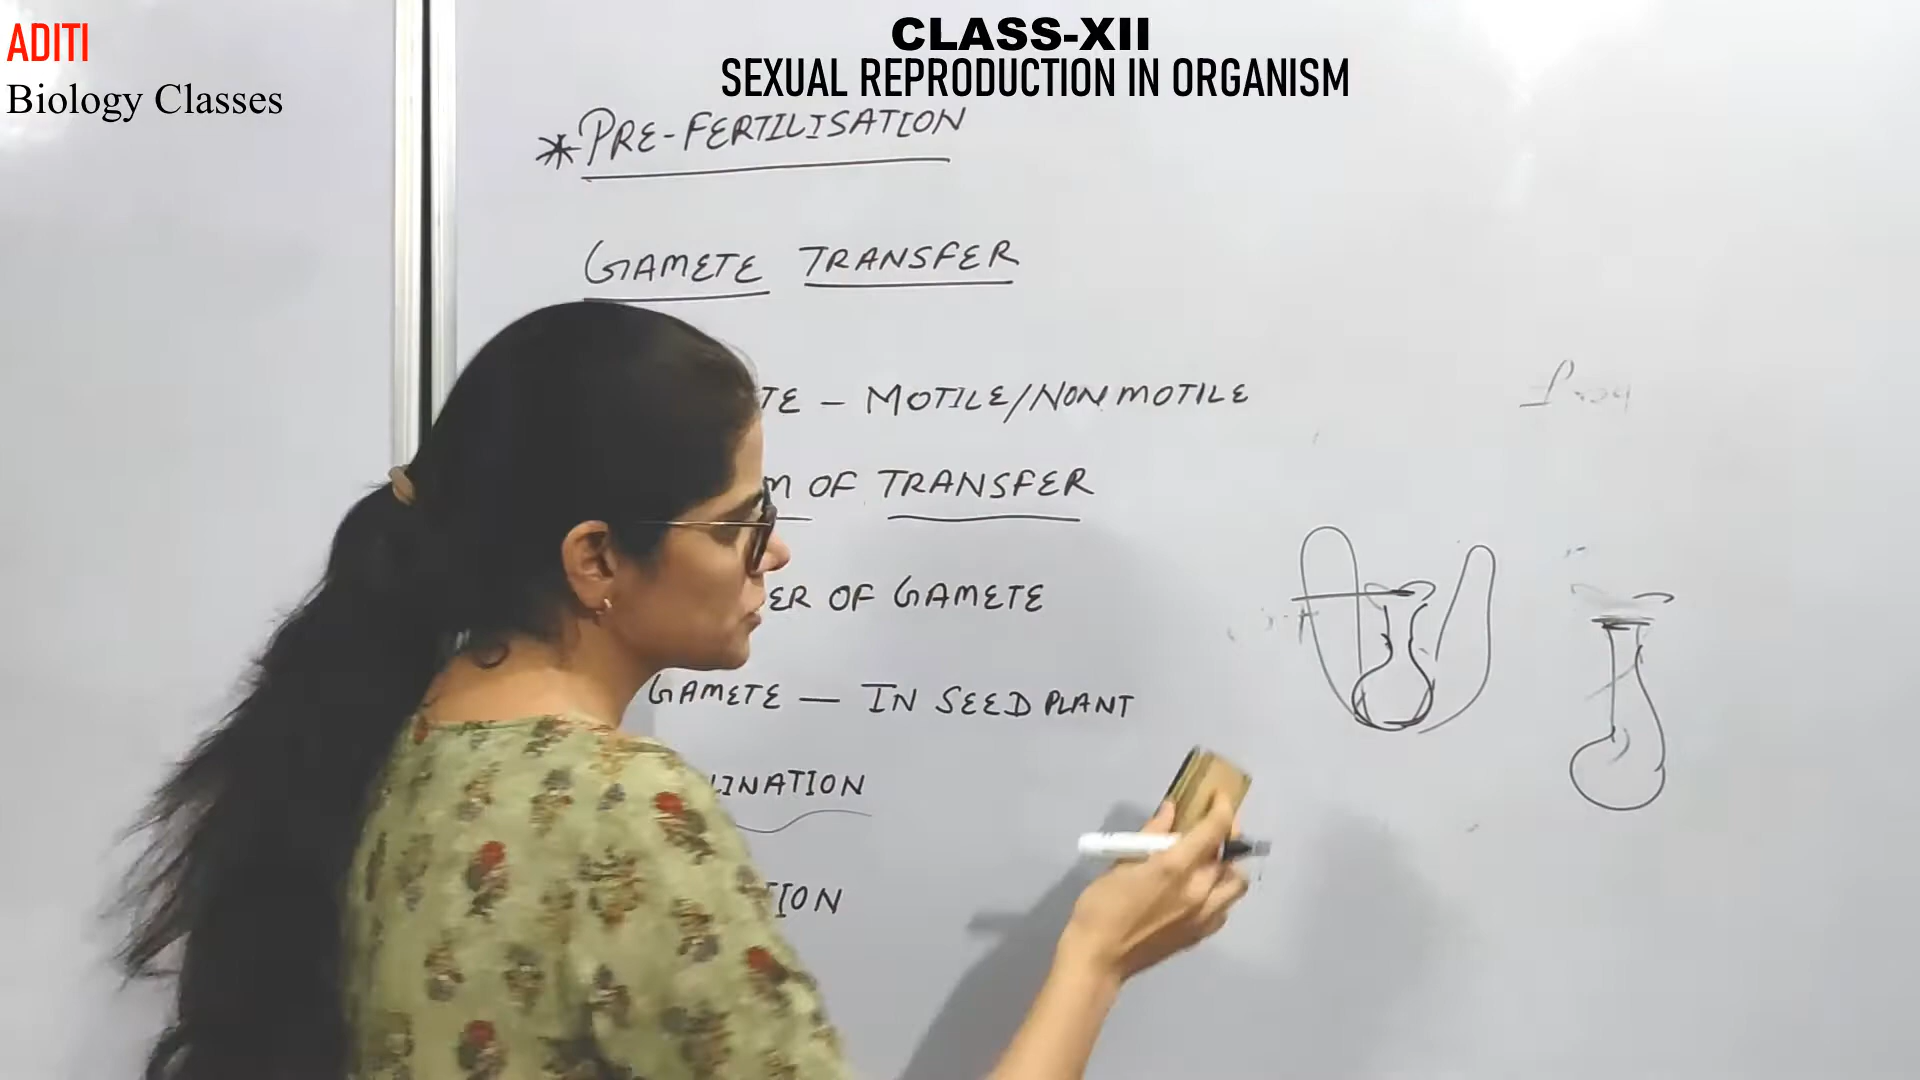 ADITI
Biology Classes
CLASS-XII
SEXUAL REPRODUCTION IN ORGANISM
*PRE-FERTILISATION
GAMETE TRANSFER
TE - MOTILE/NON MOTILE
M OF TRANSFER
ER OF GAMETE
GAMETE — IN SEED PLANT
LINATION
TION